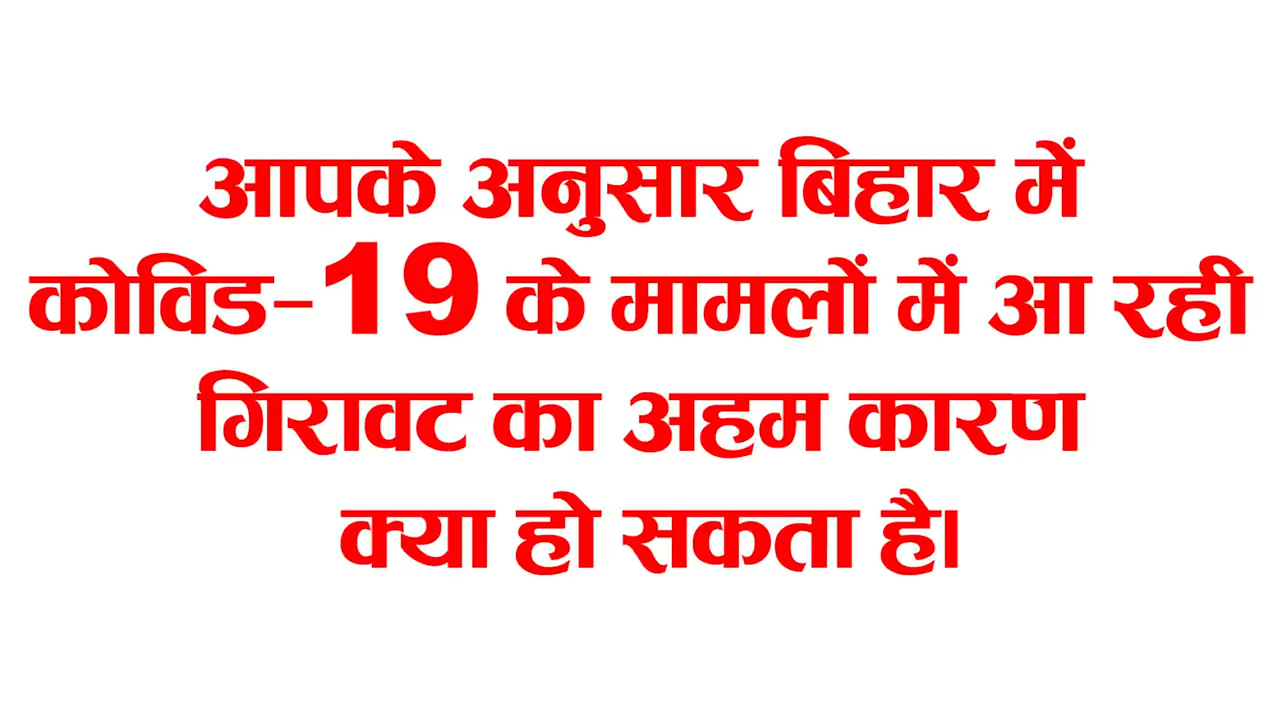 आपके अनुसार बिहार में
कोविड-19 के मामलों में आ रही
गिरावट का अहम कारण
क्या हो सकता है।